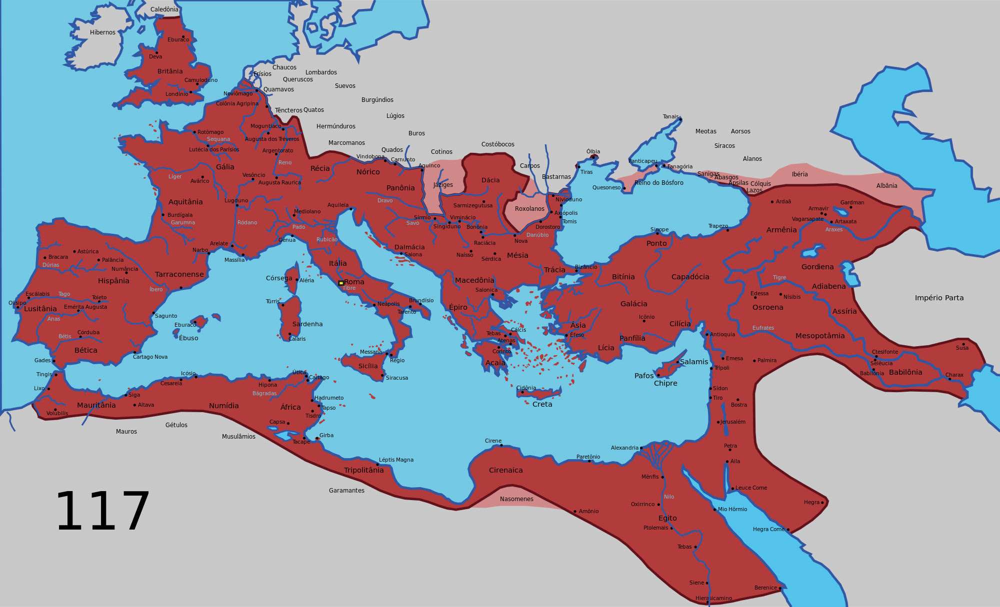 Caledônia
Hibernos
Eburaco
Deva
Britânia
Camuloduno
Londínio
Chaucos
Frísios
Lombardos
Queruscos
Suevos
Quamavos
Noviômago
Colônia Agripina
Burgúndios
Têncteros
Quatos
Lúgios
Hermúnduros
Buros
Marcomanos
Quados
Cotinos
Costóbocos
Carpos
Bastarnas
Ólbia
Tiras
Tanais
Meotas
Aorsos
Siracos
Alanos
Panticapeu
Fanagória
Quesoneso
Reino do Bósforo
Sanigas
Abasgos
Apsilas
Cólquis
Lazos
Ibéria
Albânia
Moguntiaco
Augusta dos Tréveros
Rotômago
Sequana
Lutécia dos Parísios
Argentorato
Reno
Gália
Líger
Avárico
Vesôncio
Augusta Raurica
Récia
Nórico
Vindobona
Carnunto
Aquinco
Panônia
Jáziges
Dácia
Sarmizegutusa
Roxolanos
Nivioduno
Axiópolis
Tomis
Dorostoro
Danúbio
Nova
Aquitânia
Lugduno
Burdígaia
Garumna
Ródano
Mediolano
Aquileia
Dravo
Savo
Sírmio
Singiduno
Viminácio
Bonônia
Raciácia
Naísso
Sérdica
Mésia
Pado
Gênua
Rubicão
Dalmácia
Salona
Arelate
Narbo
Massília
Itália
Roma
Tibre
Córsega
Aléria
Astúrica
Bracara
Palância
Dúrias
Numância
Hispânia
Tarraconense
Íbero
Escálabis
Tago
Toleto
Olisipo
Lusitânia
Emérita Augusta
Anas
Sagunto
Eburaco
Ébuso
Bétis
Córduba
Bética
Cartago Nova
Gades
Tingis
Lixo
Túrris
Sardenha
Calaris
Neápolis
Brundísio
Tarento
Messana
Régio
Sicília
Siracusa
Macedônia
Salonica
Épiro
Trácia
Bizâncio
Tebas
Cálcis
Atenas
Corinto
Acaia
Cidônia
Creta
Sinope
Trapezo
Ponto
Bitínia
Capadócia
Galácia
Icônio
Ásia
Éfeso
Lícia
Panfília
Cilícia
Antioquia
Salamis
Pafos
Chipre
Ardaã
Armavir
Gardman
Vagarsapate
Artaxata
Armênia
Araxes
Gordiena
Tigre
Adiabena
Edessa
Nísibis
Osroena
Assíria
Império Parta
Eufrates
Mesopotâmia
Emesa
Palmira
Ctesifonte
Selêucia
Babilônia
Babilônia
Susa
Charax
Trípoli
Sídon
Tiro
Bostra
Jerusalém
Petra
Aila
Leuce Come
Hegra
Hegra Come
Mio Hôrmio
Icósio
Cesareia
Siga
Altava
Mauritânia
Volubilis
Numídia
Hipona
Útica
Cartago
Bágradas
África
Hadrumeto
Tapso
Tisdro
Capsa
Tacape
Girba
Mauros
Gétulos
Musulâmios
Léptis Magna
Tripolitânia
Garamantes
Cirene
Cirenaica
Nasomenes
Paretônio
Alexandria
Mênfis
Amônio
Nilo
Oxirrinco
Egito
Ptolemais
Tebas
Siene
Berenice
Hierasicamino
117